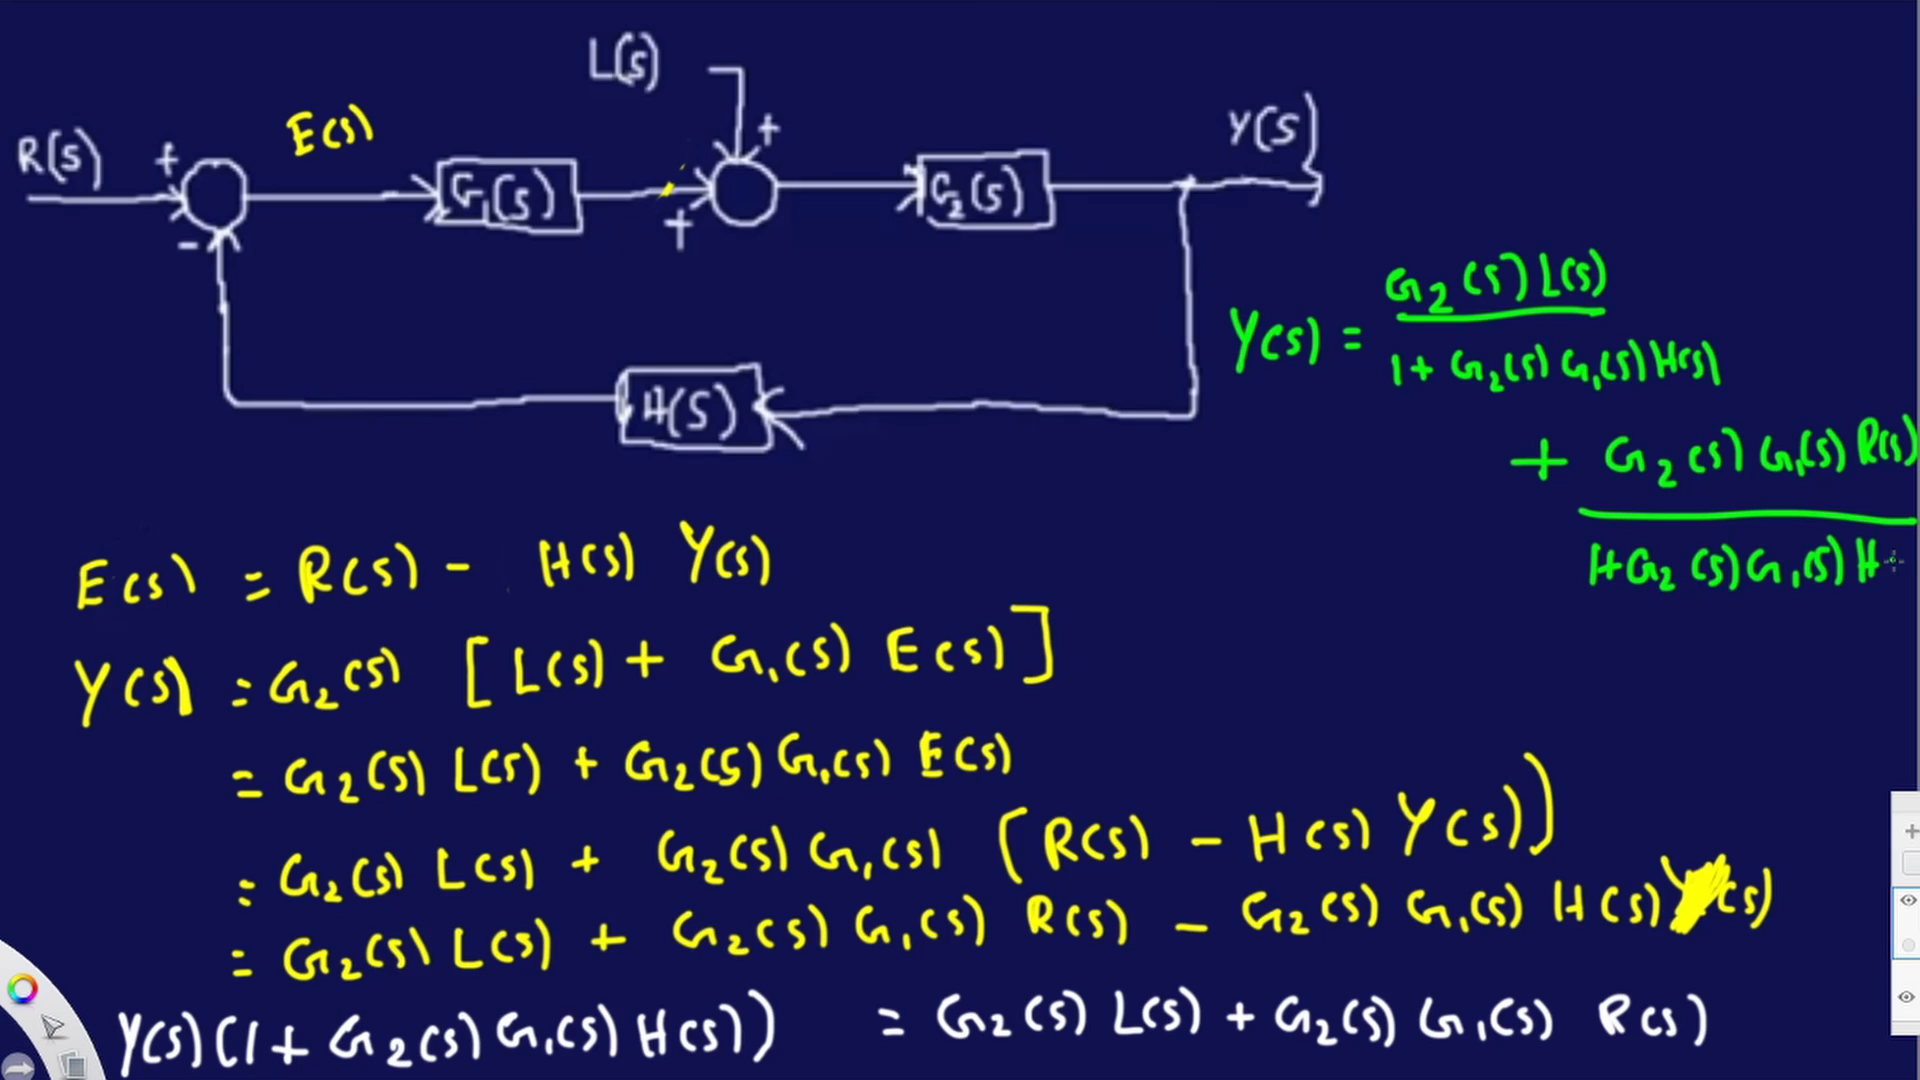 L(s)
R(s) + E(s) G₁(s) + + G₂(s) Y(s)
-
H(s)
Y(s) = G₂(s) L(s)
1 + G₂(s) G₁(s) H(s)
+ G₂(s) G₁(s) R(s)
1+G₂(s) G₁(s) H
E(s) = R(s) - H(s) Y(s)
Y(s) = G₂(s) [L(s) + G₁(s) E(s)]
= G₂(s) L(s) + G₂(s) G₁(s) E(s)
= G₂(s) L(s) + G₂(s) G₁(s) [R(s) - H(s) Y(s)]
= G₂(s) L(s) + G₂(s) G₁(s) R(s) - G₂(s) G₁(s) H(s) Y(s)
Y(s)(1 + G₂(s) G₁(s) H(s)) = G₂(s) L(s) + G₂(s) G₁(s) R(s)